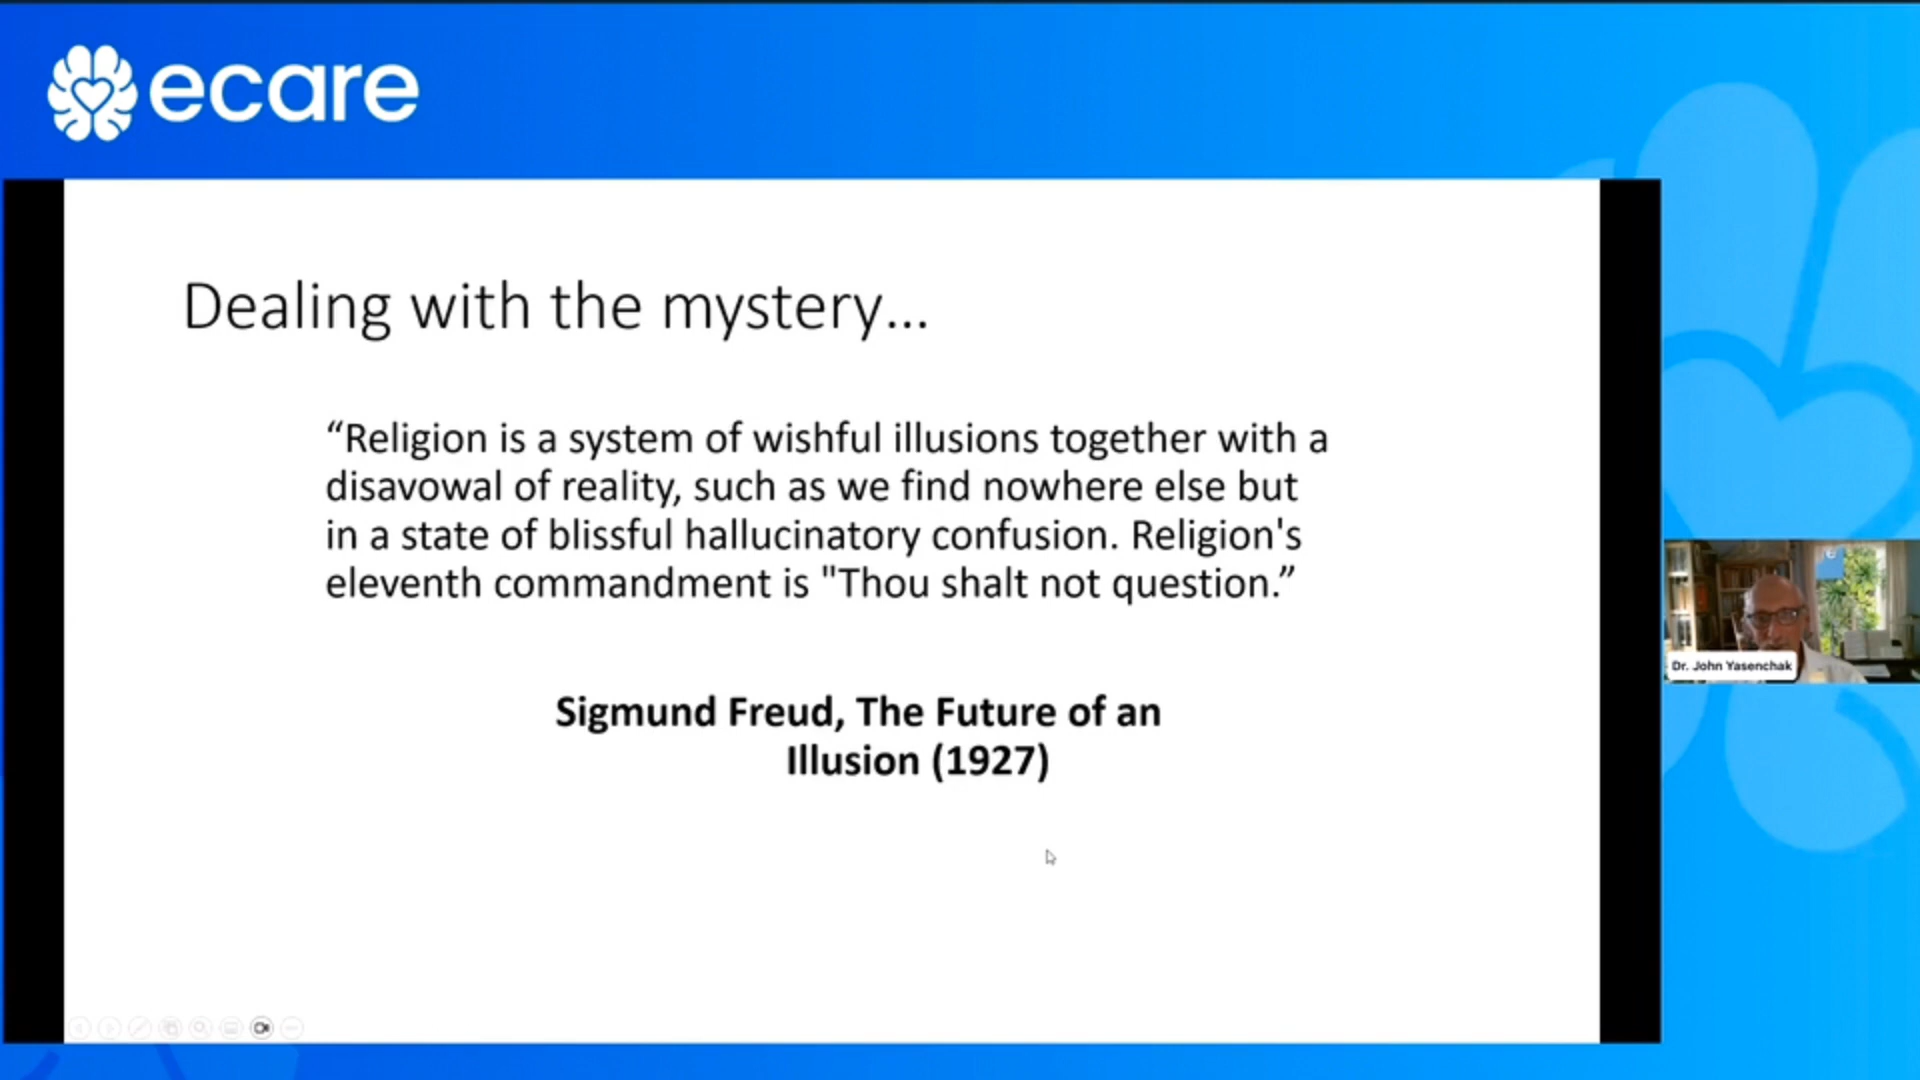 ecare
Dealing with the mystery...
“Religion is a system of wishful illusions together with a
disavowal of reality, such as we find nowhere else but
in a state of blissful hallucinatory confusion. Religion's
eleventh commandment is "Thou shalt not question.”
Sigmund Freud, The Future of an
Illusion (1927)
Dr. John Yasenchak